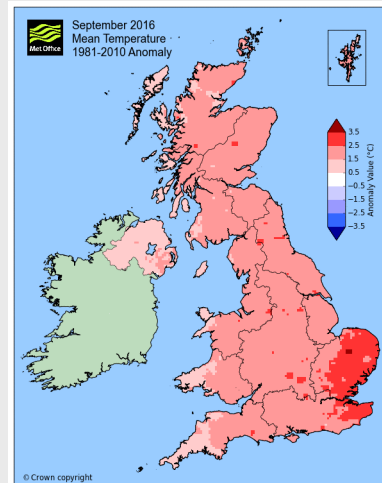 Met Office
September 2016
Mean Temperature
1981-2010 Anomaly
3.5
2.5
1.5
0.5
−0.5
−1.5
−2.5
−3.5
Anomaly Value (°C)
© Crown copyright